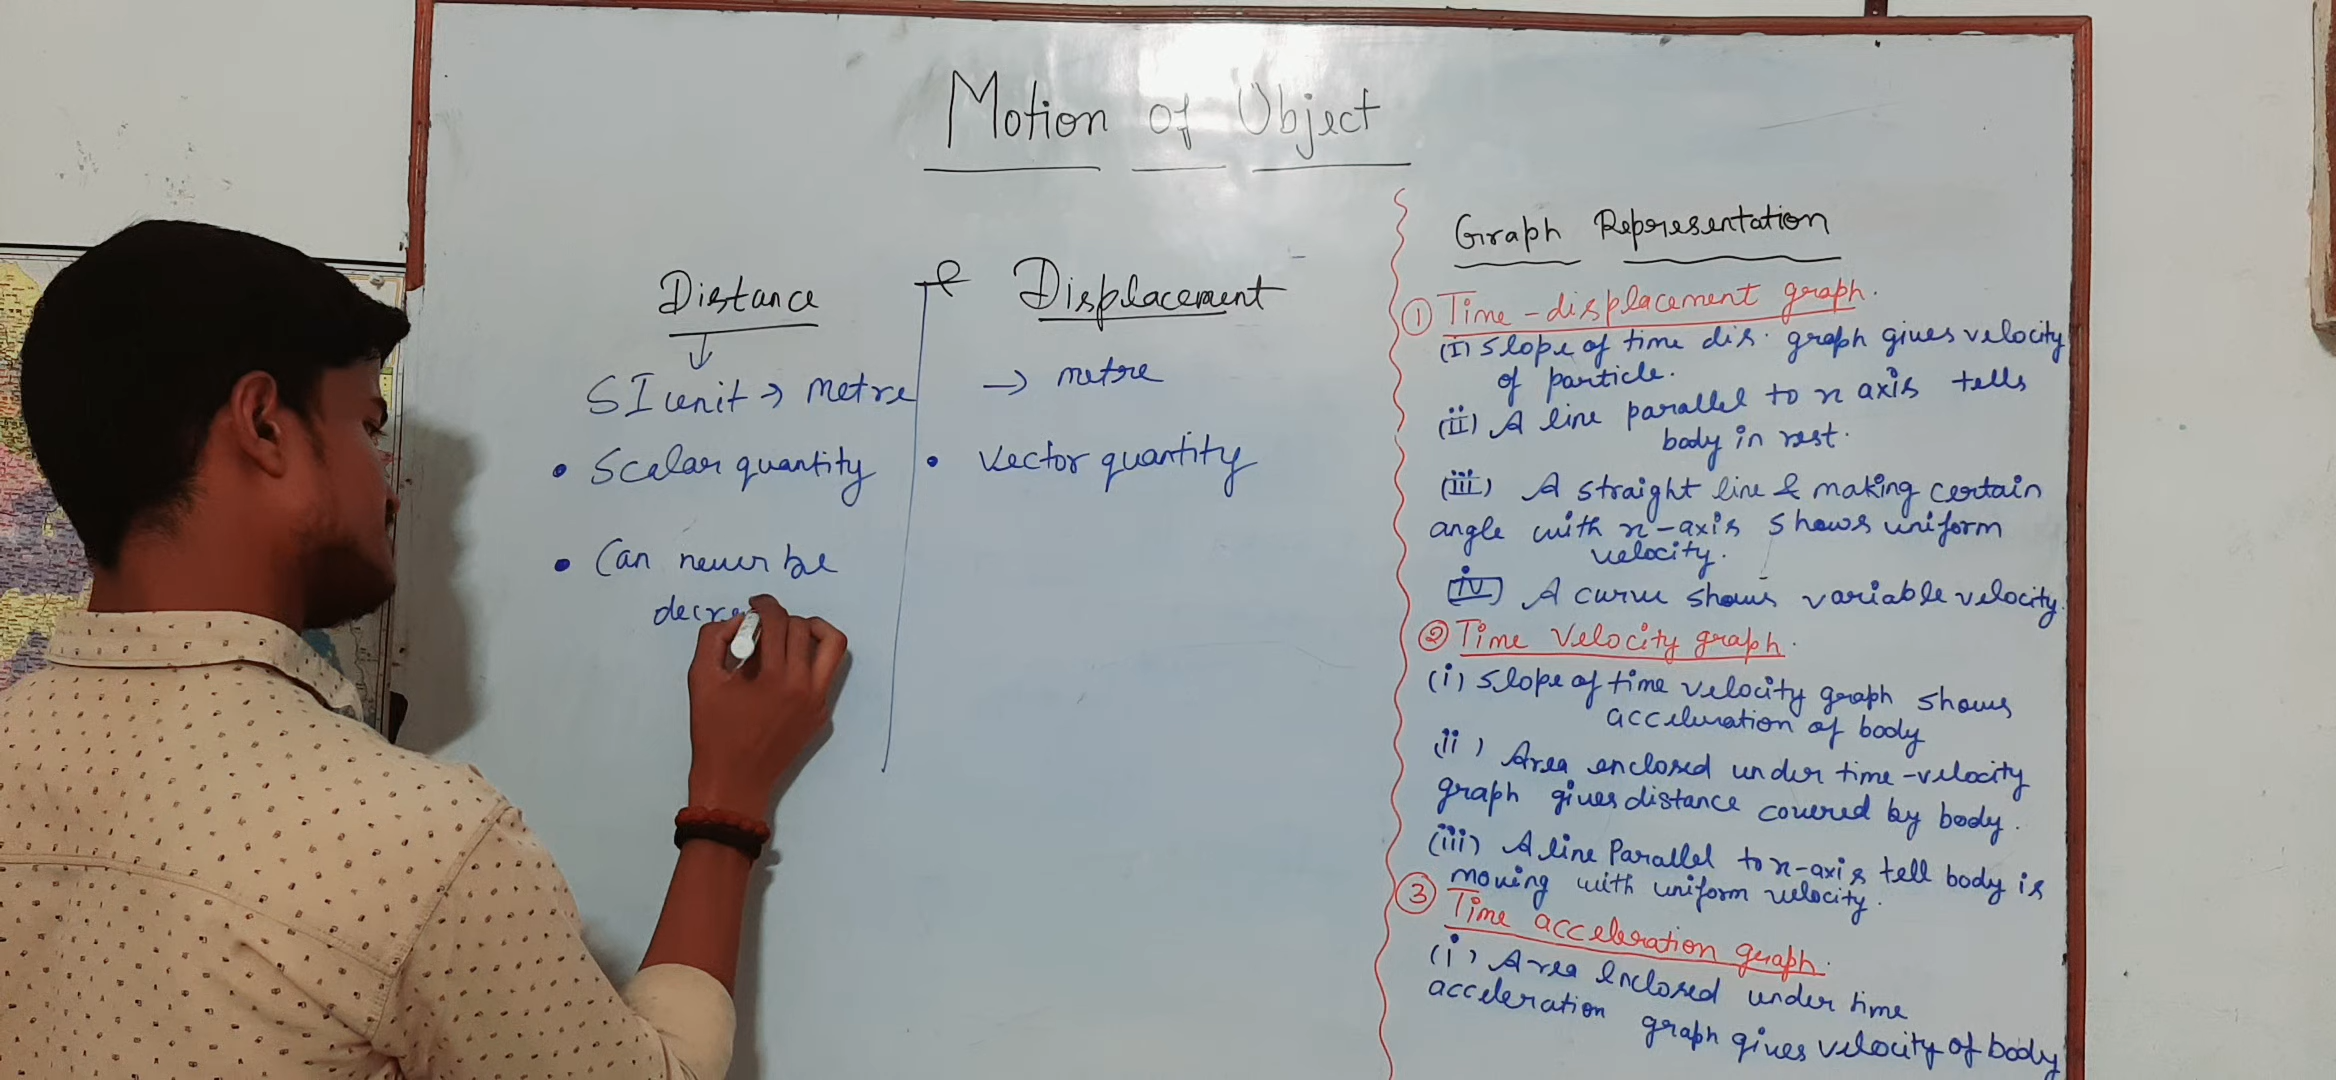 Motion of Object
Distance & Displacement
SI unit → Metre → metre
• Scalar quantity • Vector quantity
• Can never be
decre
Graph Representation
① Time - displacement graph.
(i) Slope of time dis. graph gives velocity
of particle.
(ii) A line parallel to x axis tells
body in rest.
(iii) A straight line & making certain
angle with x-axis shows uniform
velocity.
(iv) A curve shows variable velocity.
② Time Velocity graph.
(i) Slope of time velocity graph shows
acceleration of body
(ii) Area enclosed under time-velocity
graph gives distance covered by body.
(iii) A line Parallel to x-axis tell body is
moving with uniform velocity.
③ Time acceleration graph.
(i) Area enclosed under time
acceleration graph gives velocity of body